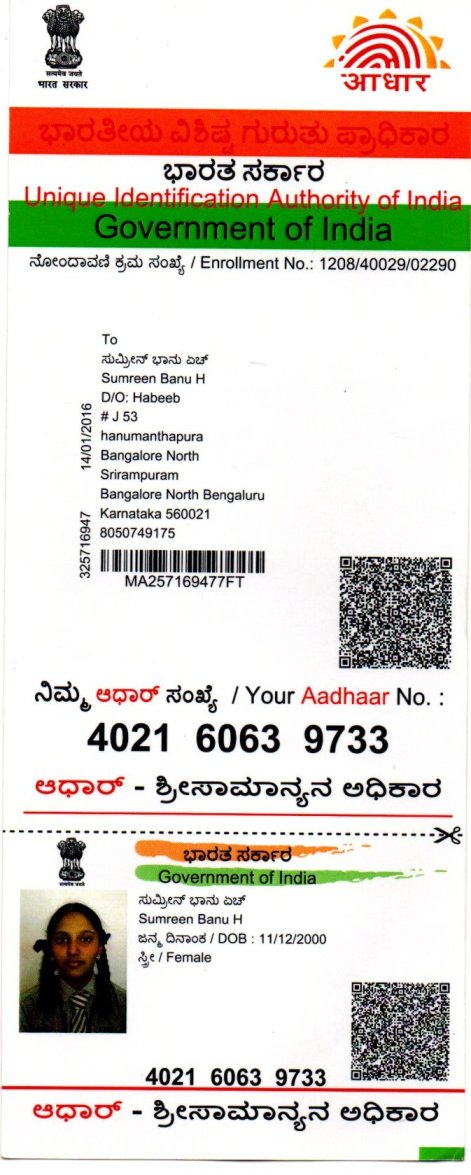 सत्यमेव जयते
भारत सरकार
आधार
ಭಾರತೀಯ ವಿಶಿಷ್ಟ ಗುರುತು ಪ್ರಾಧಿಕಾರ
ಭಾರತ ಸರ್ಕಾರ
Unique Identification Authority of India
Government of India
ನೋಂದಾವಣಿ ಕ್ರಮ ಸಂಖ್ಯೆ / Enrollment No.: 1208/40029/02290
To
ಸುಮ್ರೀನ್ ಭಾನು ಏಚ್
Sumreen Banu H
D/O: Habeeb
# J 53
hanumanthapura
Bangalore North
Srirampuram
Bangalore North Bengaluru
Karnataka 560021
8050749175
14/01/2016
325716947
MA257169477FT
ನಿಮ್ಮ ಆಧಾರ್ ಸಂಖ್ಯೆ / Your Aadhaar No. :
4021 6063 9733
ಆಧಾರ್ - ಶ್ರೀಸಾಮಾನ್ಯನ ಅಧಿಕಾರ
सत्यमेव जयते
ಭಾರತ ಸರ್ಕಾರ
Government of India
ಸುಮ್ರೀನ್ ಭಾನು ಏಚ್
Sumreen Banu H
ಜನ್ಮ ದಿನಾಂಕ / DOB : 11/12/2000
ಸ್ತ್ರೀ / Female
4021 6063 9733
ಆಧಾರ್ - ಶ್ರೀಸಾಮಾನ್ಯನ ಅಧಿಕಾರ